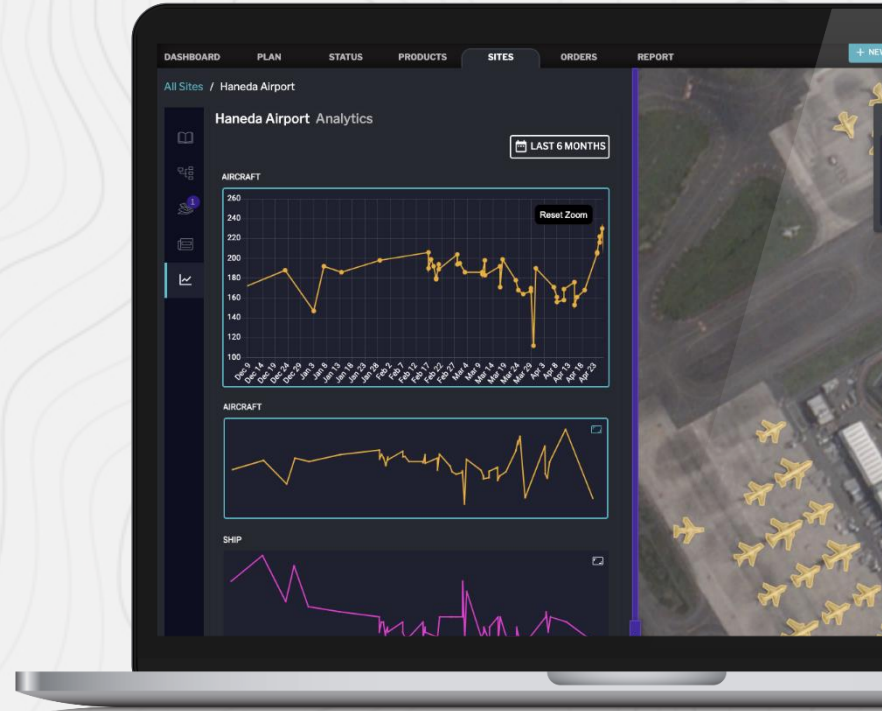 DASHBOARD PLAN STATUS PRODUCTS SITES ORDERS REPORT
+ NEW
All Sites / Haneda Airport
Haneda Airport Analytics
LAST 6 MONTHS
1
AIRCRAFT
Reset Zoom
260
240
220
200
180
160
140
120
100
Dec 9 Dec 14 Dec 19 Dec 24 Dec 29 Jan 3 Jan 8 Jan 13 Jan 18 Jan 23 Jan 28 Feb 2 Feb 7 Feb 12 Feb 17 Feb 22 Feb 27 Mar 4 Mar 9 Mar 14 Mar 19 Mar 24 Mar 29 Apr 3 Apr 8 Apr 13 Apr 18 Apr 23
AIRCRAFT
SHIP